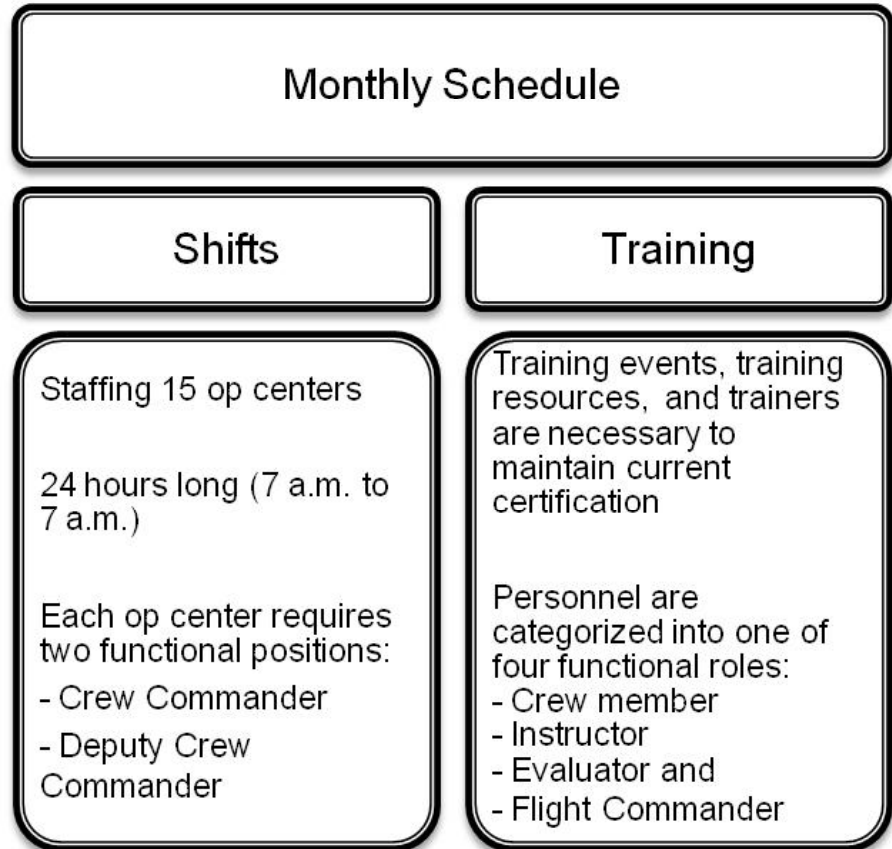 Monthly Schedule
Shifts
Training
Staffing 15 op centers
24 hours long (7 a.m. to
7 a.m.)
Each op center requires
two functional positions:
- Crew Commander
- Deputy Crew
Commander
Training events, training
resources, and trainers
are necessary to
maintain current
certification
Personnel are
categorized into one of
four functional roles:
- Crew member
- Instructor
- Evaluator and
- Flight Commander